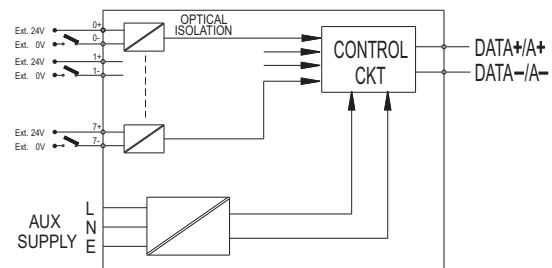 Ext. 24V 0+
Ext. 0V 0-
OPTICAL
ISOLATION
Ext. 24V 1+
Ext. 0V 1-
CONTROL
CKT
DATA+/A+
DATA–/A–
Ext. 24V 7+
Ext. 0V 7-
AUX
SUPPLY
L
N
E